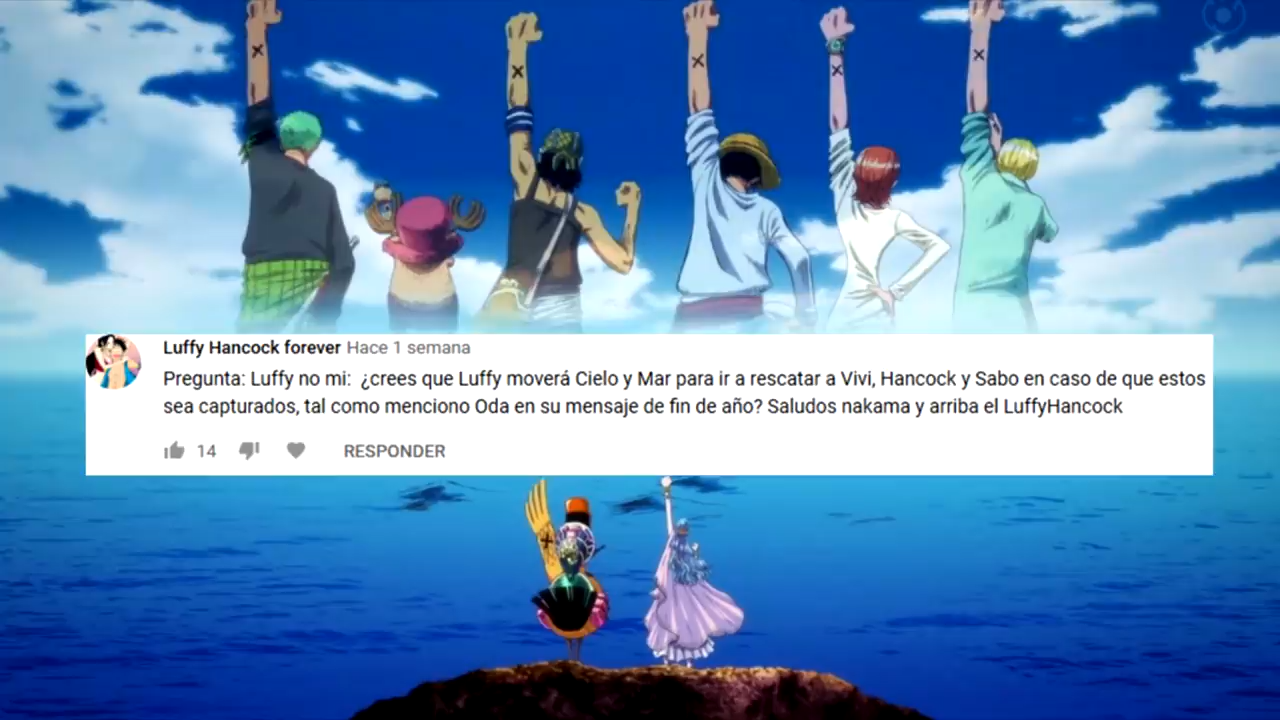 Luffy Hancock forever Hace 1 semana
Pregunta: Luffy no mi:  ¿crees que Luffy moverá Cielo y Mar para ir a rescatar a Vivi, Hancock y Sabo en caso de que estos
sea capturados, tal como menciono Oda en su mensaje de fin de año? Saludos nakama y arriba el LuffyHancock
14 RESPONDER